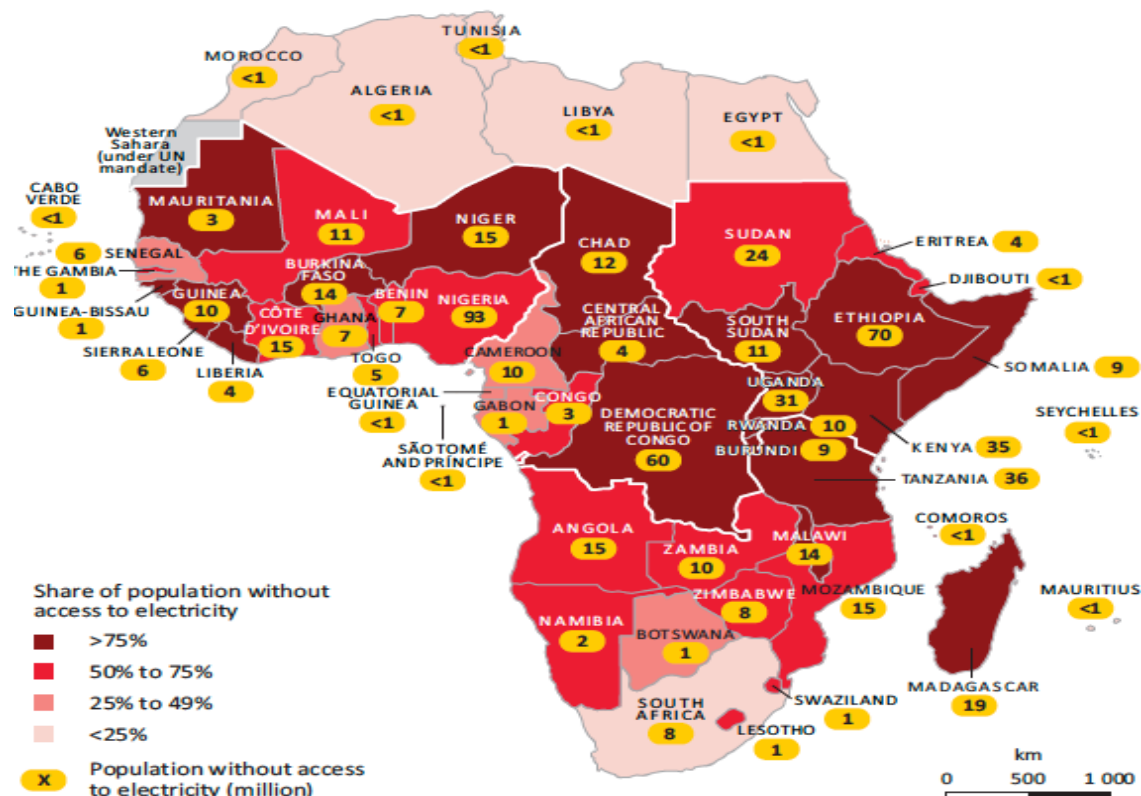 TUNISIA
<1
MOROCCO
<1
ALGERIA
<1
LIBYA
<1
EGYPT
<1
Western
Sahara
(under UN
mandate)
CABO
VERDE
<1
MAURITANIA
3
MALI
11
NIGER
15
CHAD
12
SUDAN
24
ERITREA 4
DJIBOUTI <1
6 SENEGAL
THE GAMBIA
1
GUINEA-BISSAU
1
GUINEA
10
SIERRA LEONE
6
LIBERIA
4
CÔTE
D'IVOIRE
15
BURKINA
FASO
14
GHANA
7
TOGO
5
BENIN
7
NIGERIA
93
CAMEROON
10
EQUATORIAL
GUINEA
<1
GABON
1
SÃO TOMÉ
AND PRÍNCIPE
<1
CONGO
3
CENTRAL
AFRICAN
REPUBLIC
4
SOUTH
SUDAN
11
ETHIOPIA
70
SOMALIA 9
UGANDA
31
RWANDA 10
BURUNDI 9
DEMOCRATIC
REPUBLIC OF
CONGO
60
KENYA 35
SEYCHELLES
<1
TANZANIA 36
COMOROS
<1
ANGOLA
15
ZAMBIA
10
MALAWI
14
MOZAMBIQUE
15
ZIMBABWE
8
NAMIBIA
2
BOTSWANA
1
MAURITIUS
<1
MADAGASCAR
19
SOUTH
AFRICA
8
SWAZILAND
1
LESOTHO
1
Share of population without
access to electricity
>75%
50% to 75%
25% to 49%
<25%
X Population without access
to electricity (million)
km
0 500 1 000